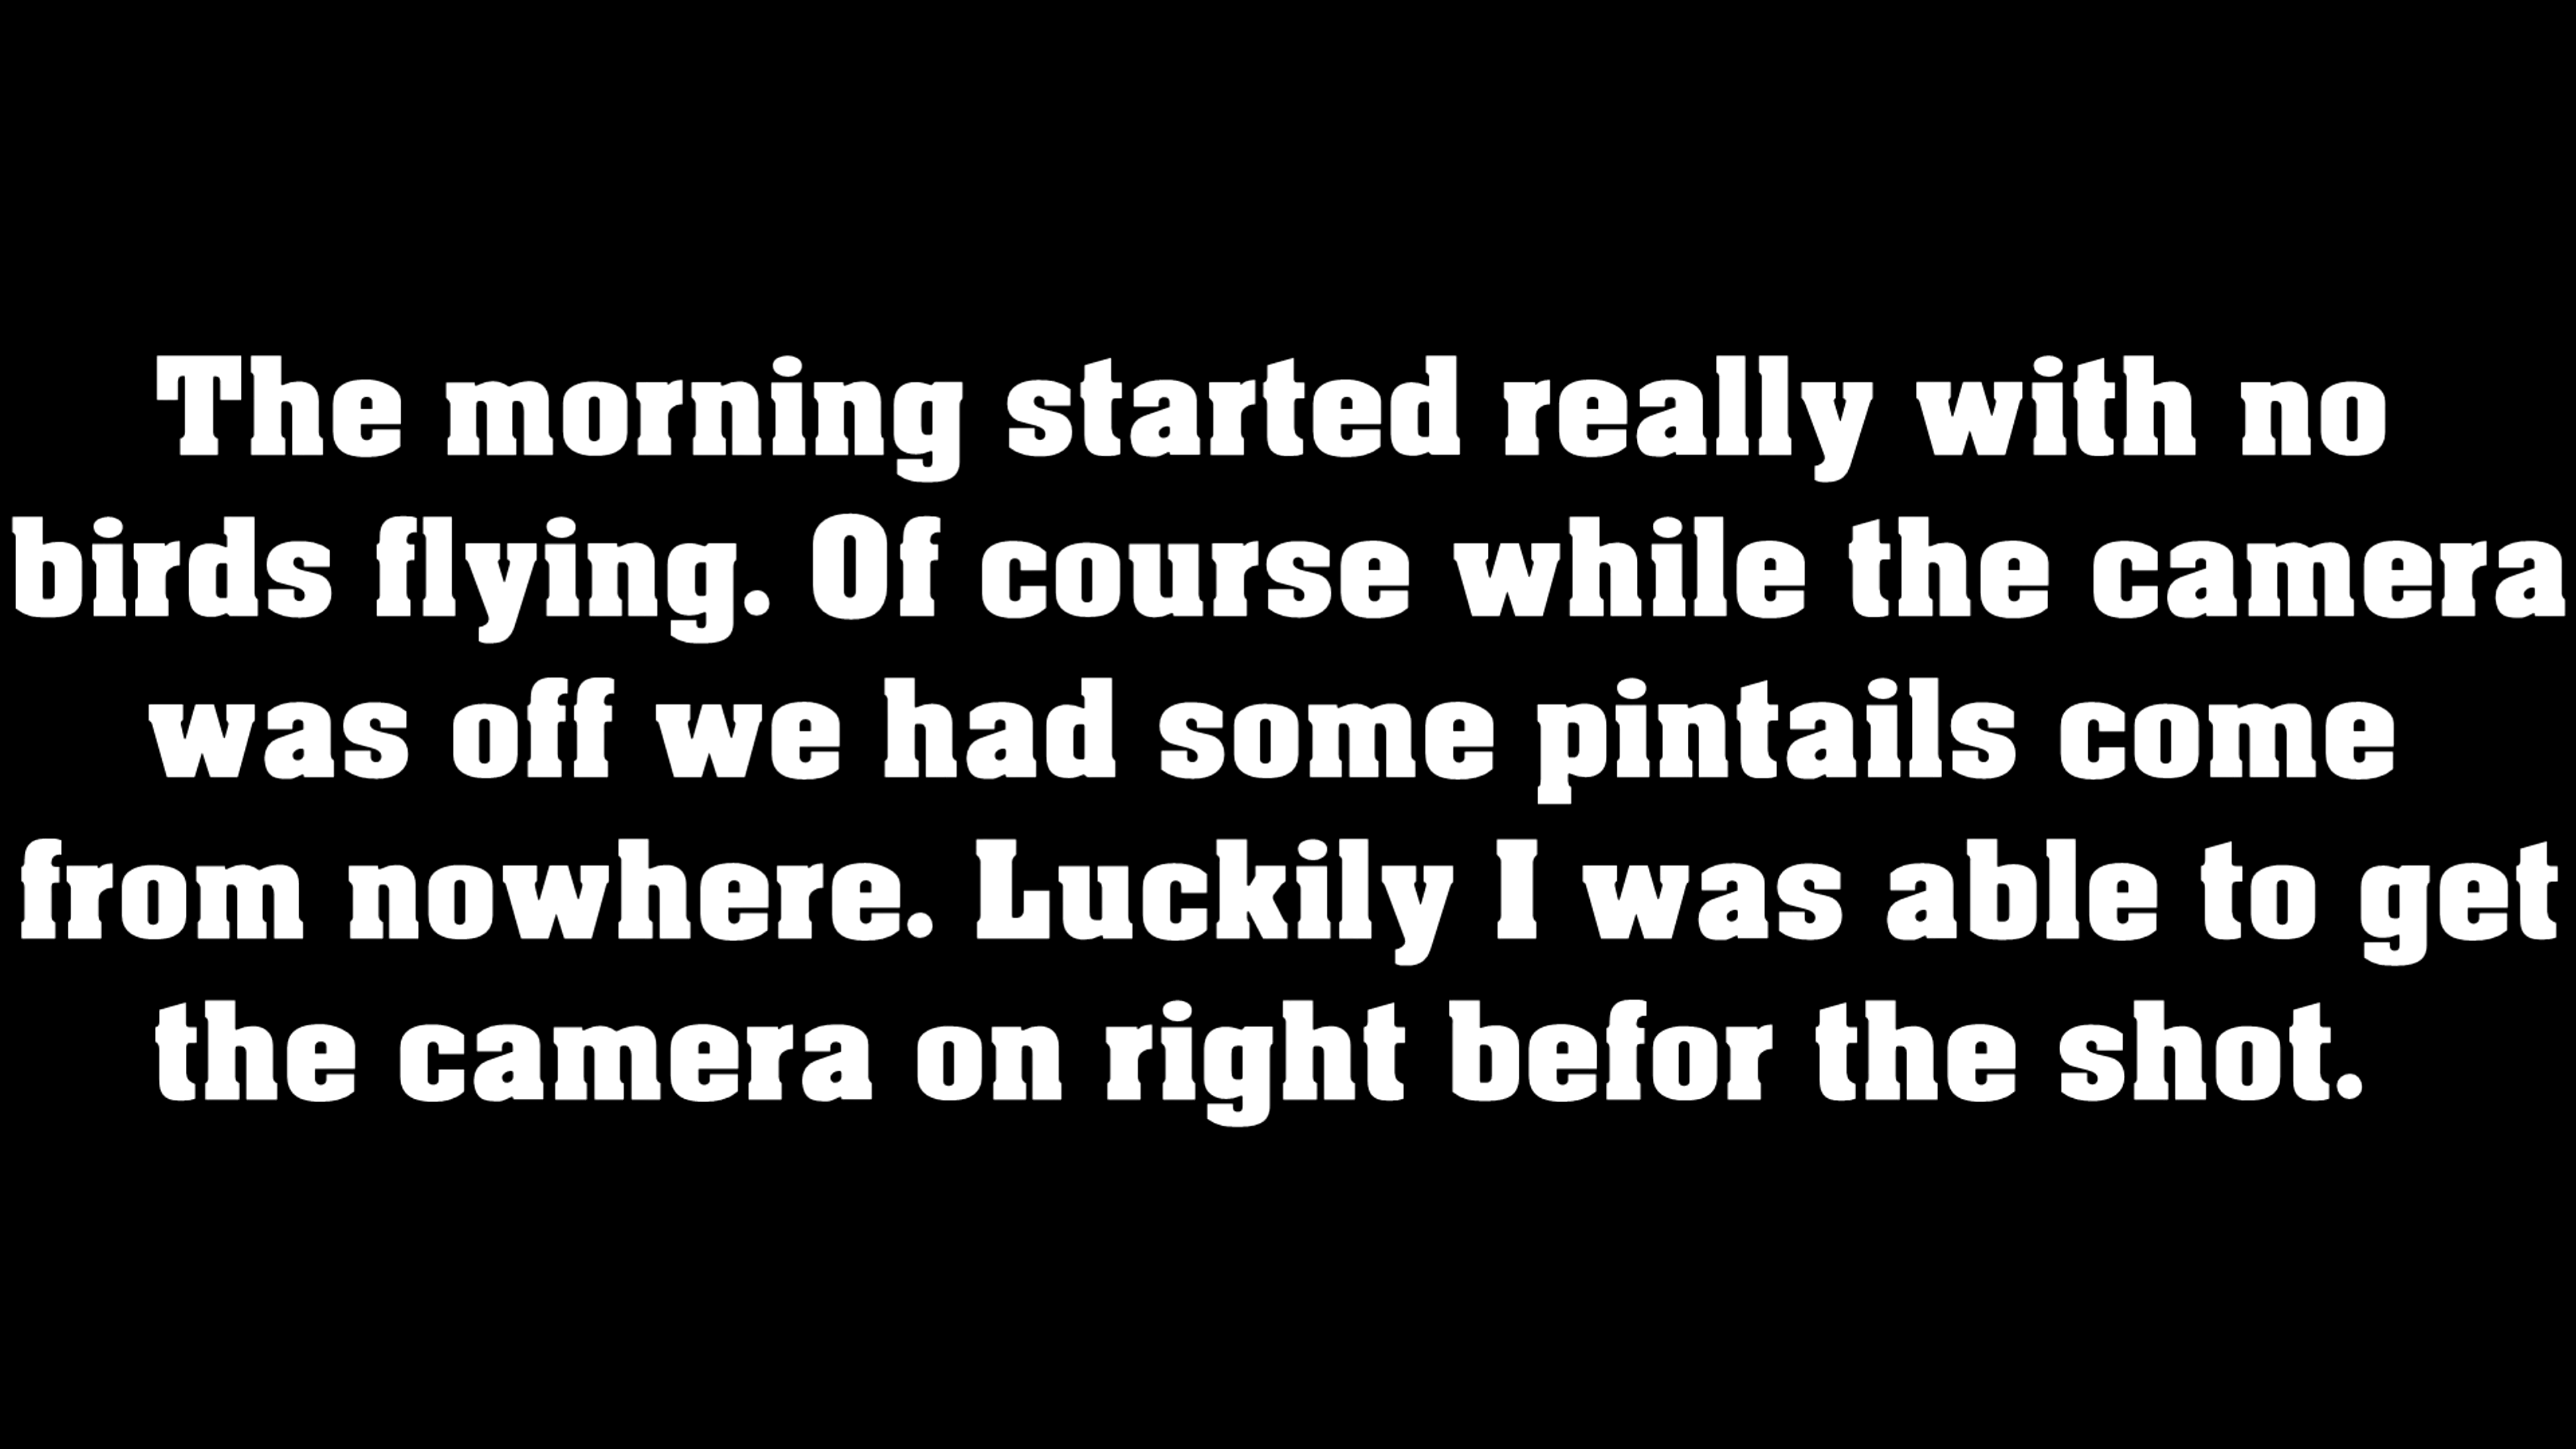 The morning started really with no
birds flying. Of course while the camera
was off we had some pintails come
from nowhere. Luckily I was able to get
the camera on right befor the shot.